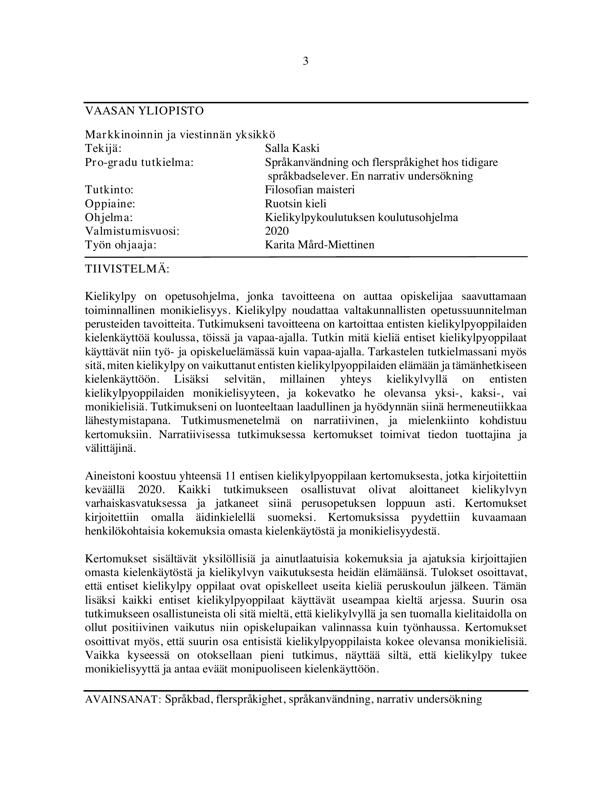 3
VAASAN YLIOPISTO
Markkinoinnin ja viestinnän yksikkö
Tekijä: Salla Kaski
Pro-gradu tutkielma: Språkanvändning och flerspråkighet hos tidigare
språkbadselever. En narrativ undersökning
Tutkinto: Filosofian maisteri
Oppiaine: Ruotsin kieli
Ohjelma: Kielikylpykoulutuksen koulutusohjelma
Valmistumisvuosi: 2020
Työn ohjaaja: Karita Mård-Miettinen
TIIVISTELMÄ:
Kielikylpy on opetusohjelma, jonka tavoitteena on auttaa opiskelijaa saavuttamaan
toiminnallinen monikielisyys. Kielikylpy noudattaa valtakunnallisten opetussuunnitelman
perusteiden tavoitteita. Tutkimukseni tavoitteena on kartoittaa entisten kielikylpyoppilaiden
kielenkäyttöä koulussa, töissä ja vapaa-ajalla. Tutkin mitä kieliä entiset kielikylpyoppilaat
käyttävät niin työ- ja opiskeluelämässä kuin vapaa-ajalla. Tarkastelen tutkielmassani myös
sitä, miten kielikylpy on vaikuttanut entisten kielikylpyoppilaiden elämään ja tämänhetkiseen
kielenkäyttöön. Lisäksi selvitän, millainen yhteys kielikylvyllä on entisten
kielikylpyoppilaiden monikielisyyteen, ja kokevatko he olevansa yksi-, kaksi-, vai
monikielisiä. Tutkimukseni on luonteeltaan laadullinen ja hyödynnän siinä hermeneutiikkaa
lähestymistapana. Tutkimusmenetelmä on narratiivinen, ja mielenkiinto kohdistuu
kertomuksiin. Narratiivisessa tutkimuksessa kertomukset toimivat tiedon tuottajina ja
välittäjinä.
Aineistoni koostuu yhteensä 11 entisen kielikylpyoppilaan kertomuksesta, jotka kirjoitettiin
keväällä 2020. Kaikki tutkimukseen osallistuvat olivat aloittaneet kielikylvyn
varhaiskasvatuksessa ja jatkaneet siinä perusopetuksen loppuun asti. Kertomukset
kirjoitettiin omalla äidinkielellä suomeksi. Kertomuksissa pyydettiin kuvaamaan
henkilökohtaisia kokemuksia omasta kielenkäytöstä ja monikielisyydestä.
Kertomukset sisältävät yksilöllisiä ja ainutlaatuisia kokemuksia ja ajatuksia kirjoittajien
omasta kielenkäytöstä ja kielikylvyn vaikutuksesta heidän elämäänsä. Tulokset osoittavat,
että entiset kielikylpy oppilaat ovat opiskelleet useita kieliä peruskoulun jälkeen. Tämän
lisäksi kaikki entiset kielikylpyoppilaat käyttävät useampaa kieltä arjessa. Suurin osa
tutkimukseen osallistuneista oli sitä mieltä, että kielikylvyllä ja sen tuomalla kielitaidolla on
ollut positiivinen vaikutus niin opiskelupaikan valinnassa kuin työnhaussa. Kertomukset
osoittivat myös, että suurin osa entisistä kielikylpyoppilaista kokee olevansa monikielisiä.
Vaikka kyseessä on otoksellaan pieni tutkimus, näyttää siltä, että kielikylpy tukee
monikielisyyttä ja antaa eväät monipuoliseen kielenkäyttöön.
AVAINSANAT: Språkbad, flerspråkighet, språkanvändning, narrativ undersökning